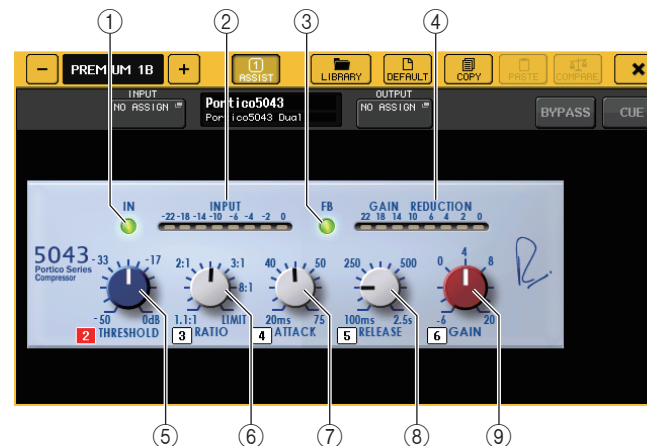 ① ② ③ ④
− PREMIUM 1B + 1 ASSIST LIBRARY DEFAULT COPY PASTE COMPARE ×
INPUT OUTPUT
NO ASSIGN Portico5043 NO ASSIGN BYPASS CUE
Portico5043 Dual
IN INPUT FB GAIN REDUCTION
-22 -18 -14 -10 -6 -4 -2 0 22 18 14 10 6 4 2 0
5043
Portico Series
Compressor
-33 -17 2:1 3:1 40 50 250 500 0 4 8
8:1
-50 0dB 1.1:1 LIMIT 20ms 75 100ms 2.5s -6 20
2 THRESHOLD 3 RATIO 4 ATTACK 5 RELEASE 6 GAIN
⑤ ⑥ ⑦ ⑧ ⑨